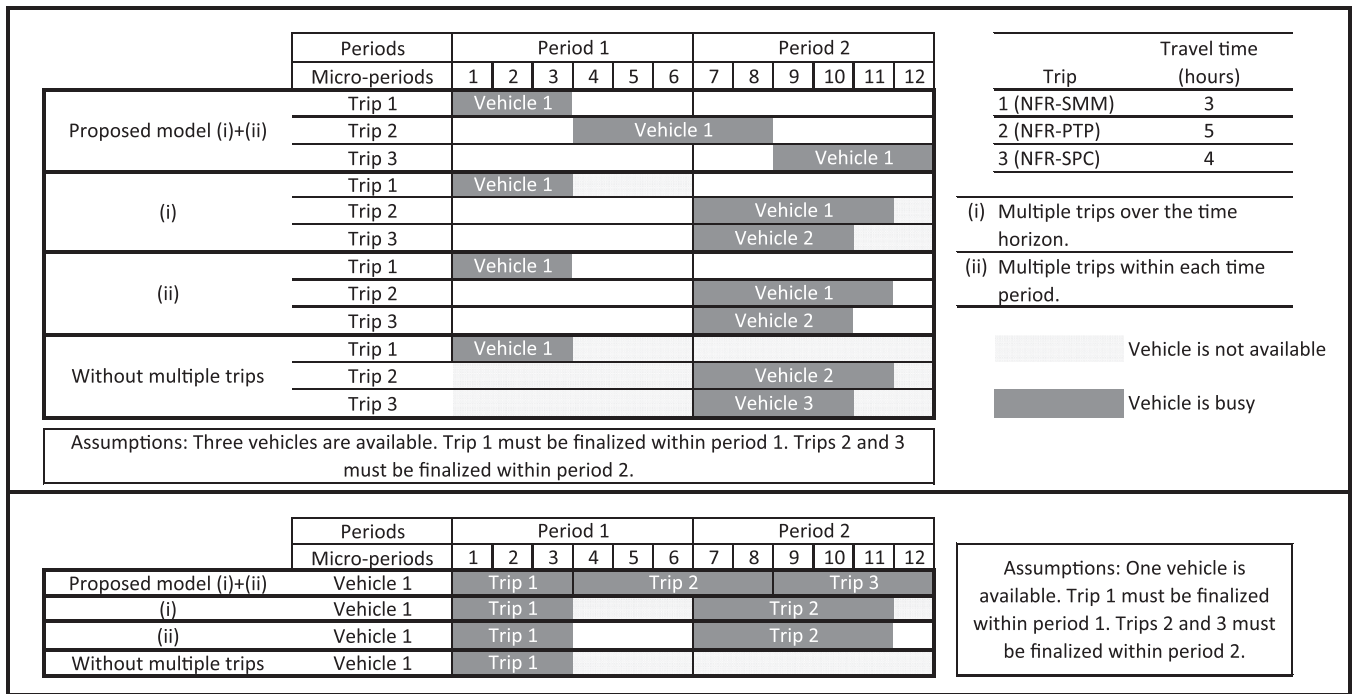 Periods Period 1 Period 2
Micro-periods 1 2 3 4 5 6 7 8 9 10 11 12
Proposed model (i)+(ii)
Trip 1 Vehicle 1
Trip 2 Vehicle 1
Trip 3 Vehicle 1
(i)
Trip 1 Vehicle 1
Trip 2 Vehicle 1
Trip 3 Vehicle 2
(ii)
Trip 1 Vehicle 1
Trip 2 Vehicle 1
Trip 3 Vehicle 2
Without multiple trips
Trip 1 Vehicle 1
Trip 2 Vehicle 2
Trip 3 Vehicle 3
Assumptions: Three vehicles are available. Trip 1 must be finalized within period 1. Trips 2 and 3
must be finalized within period 2.
Travel time
Trip (hours)
1 (NFR-SMM) 3
2 (NFR-PTP) 5
3 (NFR-SPC) 4
(i) Multiple trips over the time
horizon.
(ii) Multiple trips within each time
period.
Vehicle is not available
Vehicle is busy
Periods Period 1 Period 2
Micro-periods 1 2 3 4 5 6 7 8 9 10 11 12
Proposed model (i)+(ii) Vehicle 1 Trip 1 Trip 2 Trip 3
(i) Vehicle 1 Trip 1 Trip 2
(ii) Vehicle 1 Trip 1 Trip 2
Without multiple trips Vehicle 1 Trip 1
Assumptions: One vehicle is
available. Trip 1 must be finalized
within period 1. Trips 2 and 3 must
be finalized within period 2.